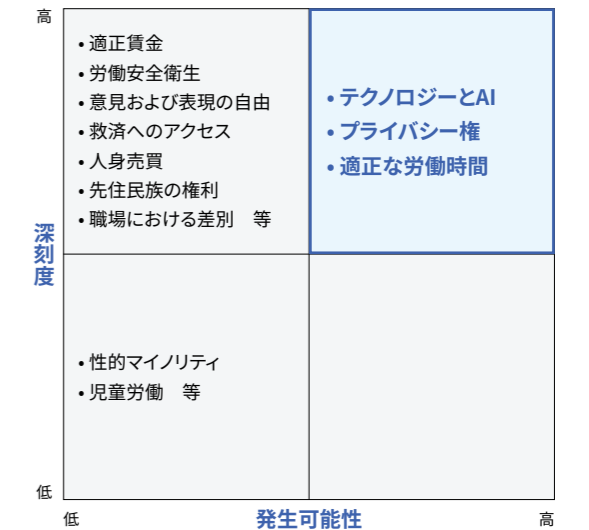 高
• 適正賃金
• 労働安全衛生
• 意見および表現の自由
• 救済へのアクセス
• 人身売買
• 先住民族の権利
• 職場における差別　等
• テクノロジーとAI
• プライバシー権
• 適正な労働時間
深刻度
• 性的マイノリティ
• 児童労働　等
低
低
発生可能性
高